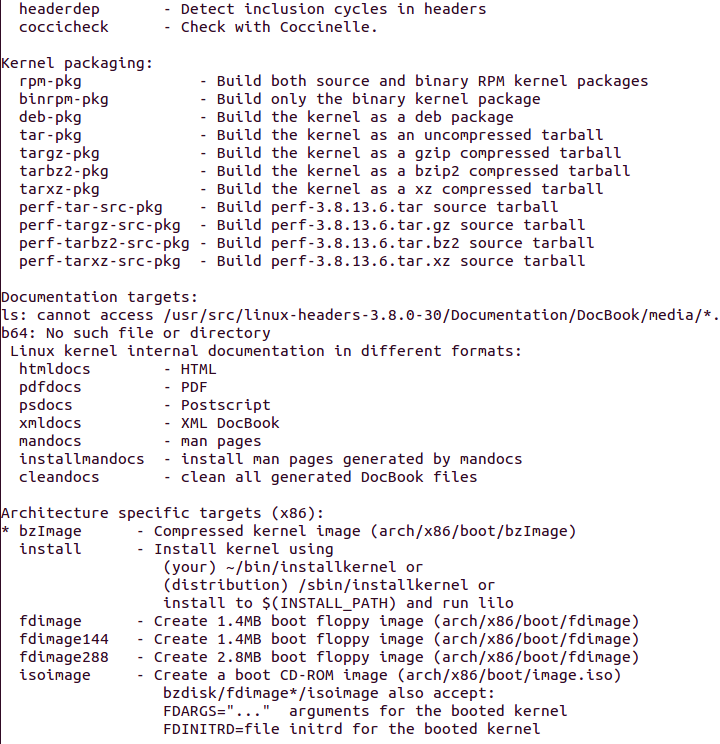 headerdep       - Detect inclusion cycles in headers
coccicheck      - Check with Coccinelle.
Kernel packaging:
rpm-pkg             - Build both source and binary RPM kernel packages
binrpm-pkg          - Build only the binary kernel package
deb-pkg             - Build the kernel as a deb package
tar-pkg             - Build the kernel as an uncompressed tarball
targz-pkg           - Build the kernel as a gzip compressed tarball
tarbz2-pkg          - Build the kernel as a bzip2 compressed tarball
tarxz-pkg           - Build the kernel as a xz compressed tarball
perf-tar-src-pkg    - Build perf-3.8.13.6.tar source tarball
perf-targz-src-pkg  - Build perf-3.8.13.6.tar.gz source tarball
perf-tarbz2-src-pkg - Build perf-3.8.13.6.tar.bz2 source tarball
perf-tarxz-src-pkg  - Build perf-3.8.13.6.tar.xz source tarball
Documentation targets:
ls: cannot access /usr/src/linux-headers-3.8.0-30/Documentation/DocBook/media/*.
b64: No such file or directory
Linux kernel internal documentation in different formats:
htmldocs        - HTML
pdfdocs         - PDF
psdocs          - Postscript
xmldocs         - XML DocBook
mandocs         - man pages
installmandocs  - install man pages generated by mandocs
cleandocs       - clean all generated DocBook files
Architecture specific targets (x86):
* bzImage      - Compressed kernel image (arch/x86/boot/bzImage)
install      - Install kernel using
(your) ~/bin/installkernel or
(distribution) /sbin/installkernel or
install to $(INSTALL_PATH) and run lilo
fdimage      - Create 1.4MB boot floppy image (arch/x86/boot/fdimage)
fdimage144   - Create 1.4MB boot floppy image (arch/x86/boot/fdimage)
fdimage288   - Create 2.8MB boot floppy image (arch/x86/boot/fdimage)
isoimage     - Create a boot CD-ROM image (arch/x86/boot/image.iso)
bzdisk/fdimage*/isoimage also accept:
FDARGS="..."  arguments for the booted kernel
FDINITRD=file initrd for the booted kernel